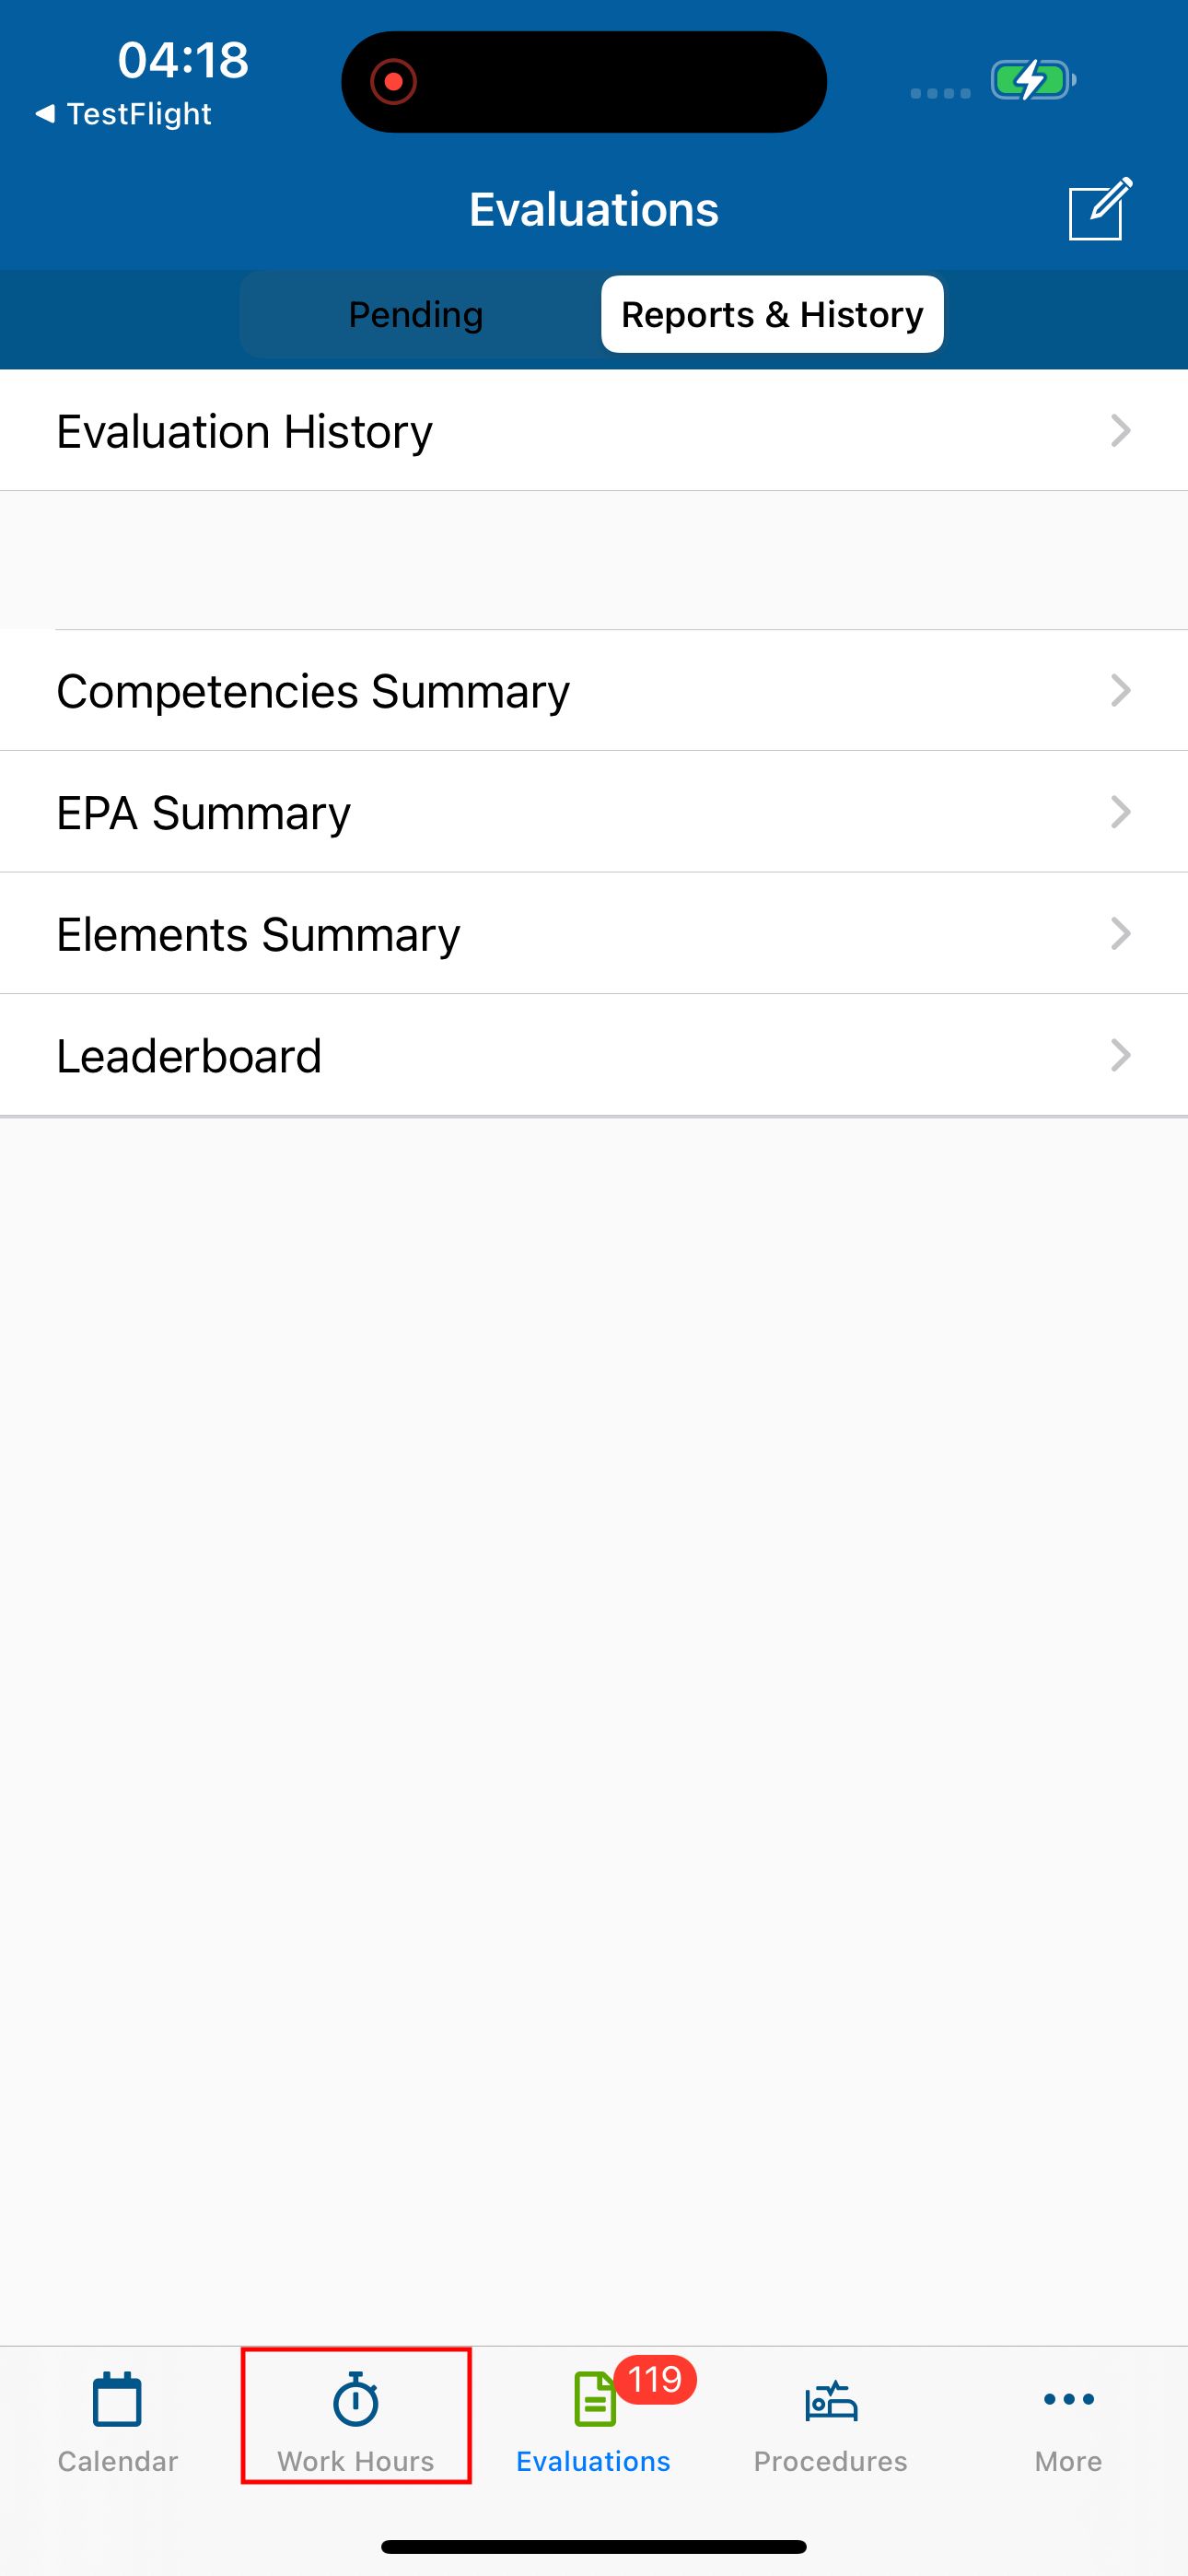 04:18
TestFlight
Evaluations
Pending
Reports & History
Evaluation History
Competencies Summary
EPA Summary
Elements Summary
Leaderboard
119
Calendar
Work Hours
Evaluations
Procedures
More